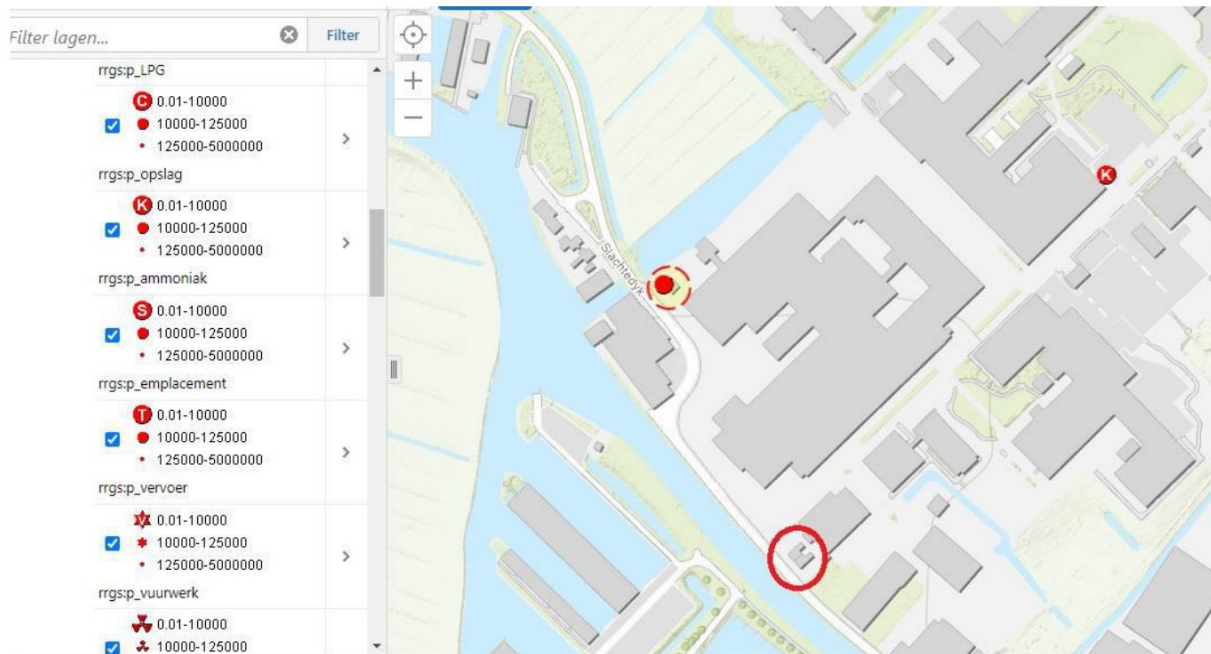 Filter lagen...
Filter
rrgs:p_LPG
C 0.01-10000
10000-125000
125000-5000000
rrgs:p_opslag
K 0.01-10000
10000-125000
125000-5000000
rrgs:p_ammoniak
S 0.01-10000
10000-125000
125000-5000000
rrgs:p_emplacement
T 0.01-10000
10000-125000
125000-5000000
rrgs:p_vervoer
V 0.01-10000
10000-125000
125000-5000000
rrgs:p_vuurwerk
0.01-10000
10000-125000
Slachtedyk
K